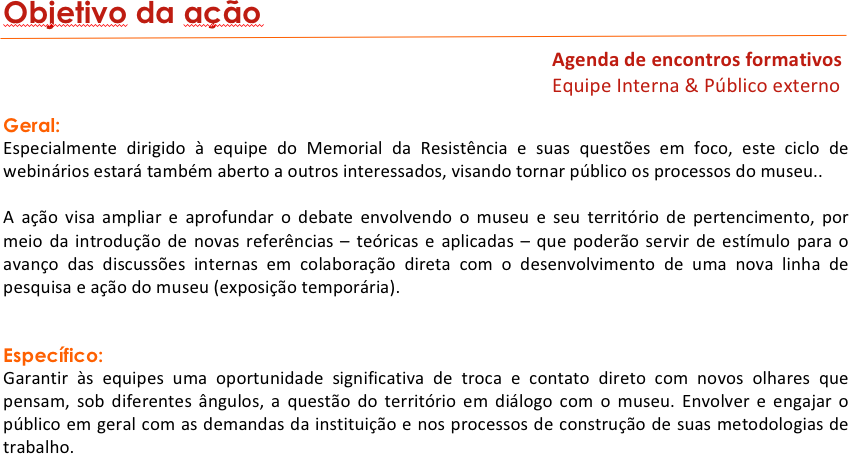 Objetivo da ação
Agenda de encontros formativos
Equipe Interna & Público externo
Geral:
Especialmente dirigido à equipe do Memorial da Resistência e suas questões em foco, este ciclo de
webinários estará também aberto a outros interessados, visando tornar público os processos do museu..
A ação visa ampliar e aprofundar o debate envolvendo o museu e seu território de pertencimento, por
meio da introdução de novas referências – teóricas e aplicadas – que poderão servir de estímulo para o
avanço das discussões internas em colaboração direta com o desenvolvimento de uma nova linha de
pesquisa e ação do museu (exposição temporária).
Específico:
Garantir às equipes uma oportunidade significativa de troca e contato direto com novos olhares que
pensam, sob diferentes ângulos, a questão do território em diálogo com o museu. Envolver e engajar o
público em geral com as demandas da instituição e nos processos de construção de suas metodologias de
trabalho.